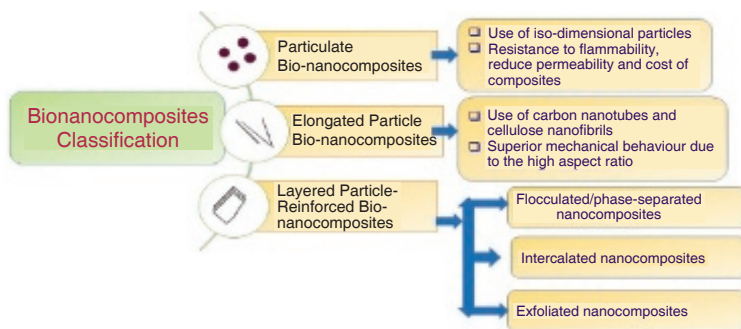 Bionanocomposites
Classification
Particulate
Bio-nanocomposites
Use of iso-dimensional particles
Resistance to flammability,
reduce permeability and cost of
composites
Elongated Particle
Bio-nanocomposites
Use of carbon nanotubes and
cellulose nanofibrils
Superior mechanical behaviour due
to the high aspect ratio
Layered Particle-
Reinforced Bio-
nanocomposites
Flocculated/phase-separated
nanocomposites
Intercalated nanocomposites
Exfoliated nanocomposites